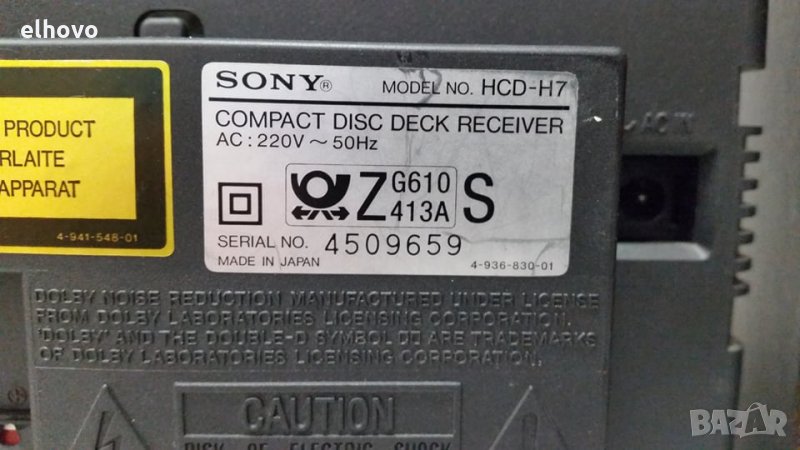 elhovo
PRODUCT
RLAITE
APPARAT
4-941-548-01
SONY® MODEL NO. HCD-H7
COMPACT DISC DECK RECEIVER
AC : 220V ~ 50Hz
Z G610 413A S
SERIAL NO. 4509659
MADE IN JAPAN 4-936-830-01
~ AC IN
DOLBY NOISE REDUCTION MANUFACTURED UNDER LICENSE
FROM DOLBY LABORATORIES LICENSING CORPORATION.
'DOLBY' AND THE DOUBLE-D SYMBOL ARE TRADEMARKS
OF DOLBY LABORATORIES LICENSING CORPORATION.
CAUTION
RISK OF ELECTRIC SHOCK
BAZAR